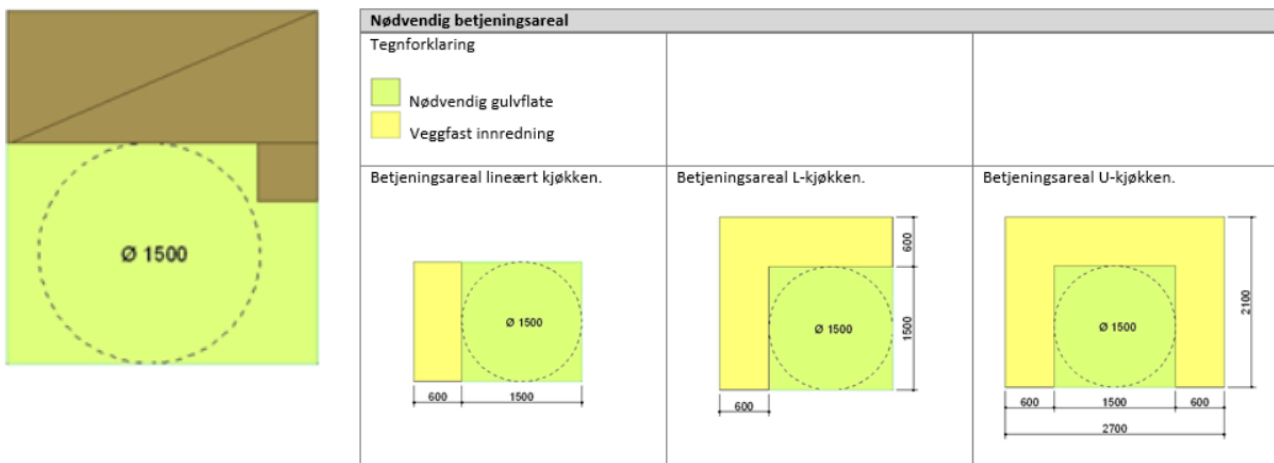 Ø 1500
Nødvendig betjeningsareal
Tegnforklaring
Nødvendig gulvflate
Veggfast innredning
Betjeningsareal lineært kjøkken.
Ø 1500
600
1500
Betjeningsareal L-kjøkken.
600
Ø 1500
1500
600
Betjeningsareal U-kjøkken.
Ø 1500
2100
600
1500
600
2700